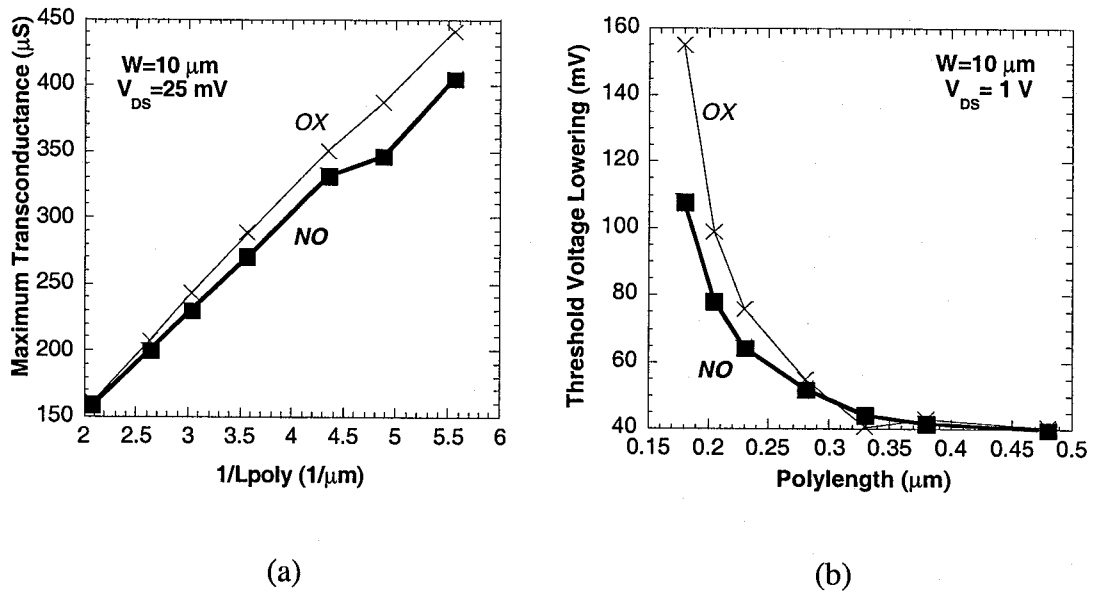 Maximum Transconductance (μS)
450
400
350
300
250
200
150
W=10 μm
V_DS=25 mV
OX
NO
2 2.5 3 3.5 4 4.5 5 5.5 6
1/Lpoly (1/μm)
(a)
Threshold Voltage Lowering (mV)
160
140
120
100
80
60
40
W=10 μm
V_DS= 1 V
OX
NO
0.15 0.2 0.25 0.3 0.35 0.4 0.45 0.5
Polylength (μm)
(b)